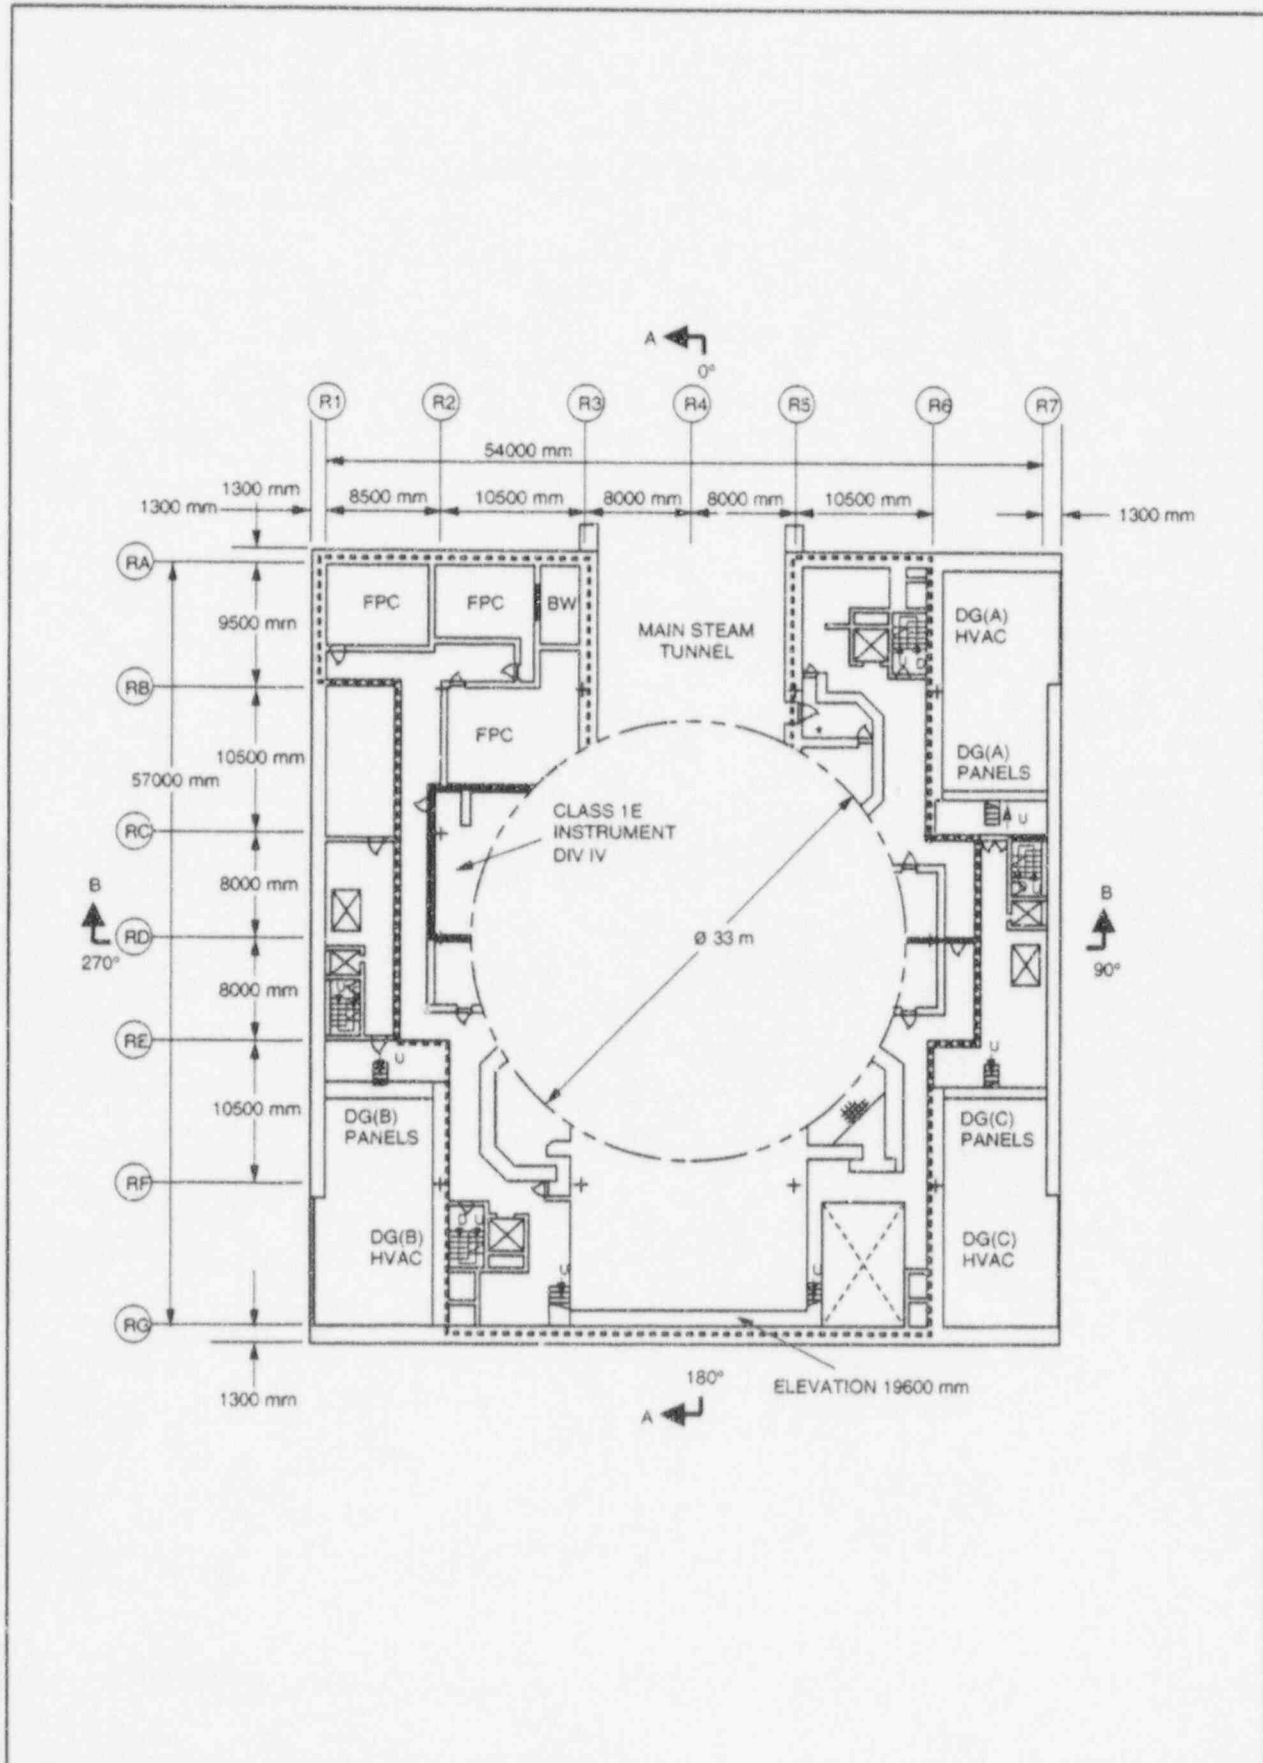 A
0°
R1 R2 R3 R4 R5 R6 R7
54000 mm
1300 mm
1300 mm
8500 mm
10500 mm
8000 mm
8000 mm
10500 mm
1300 mm
RA
9500 mm
RB
10500 mm
57000 mm
RC
8000 mm
B
RD
270°
8000 mm
RE
10500 mm
RF
RG
1300 mm
FPC
FPC
BW
MAIN STEAM
TUNNEL
DG(A)
HVAC
U D
FPC
*
DG(A)
PANELS
U
CLASS 1E
INSTRUMENT
DIV IV
Ø 33 m
B
90°
U
U
DG(B)
PANELS
DG(C)
PANELS
D U
DG(B)
HVAC
U
U
DG(C)
HVAC
180°
A
ELEVATION 19600 mm